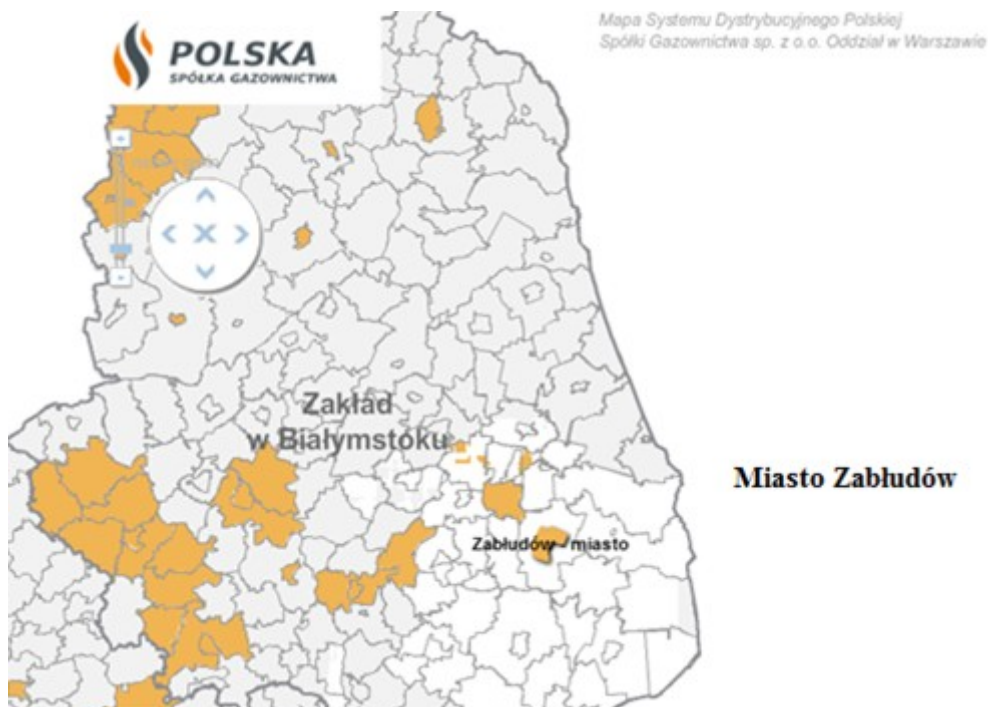 POLSKA
SPÓŁKA GAZOWNICTWA
Mapa Systemu Dystrybucyjnego Polskiej
Spółki Gazownictwa sp. z o.o. Oddział w Warszawie
Zakład
w Białymstoku
Miasto Zabłudów
Zabłudów - miasto